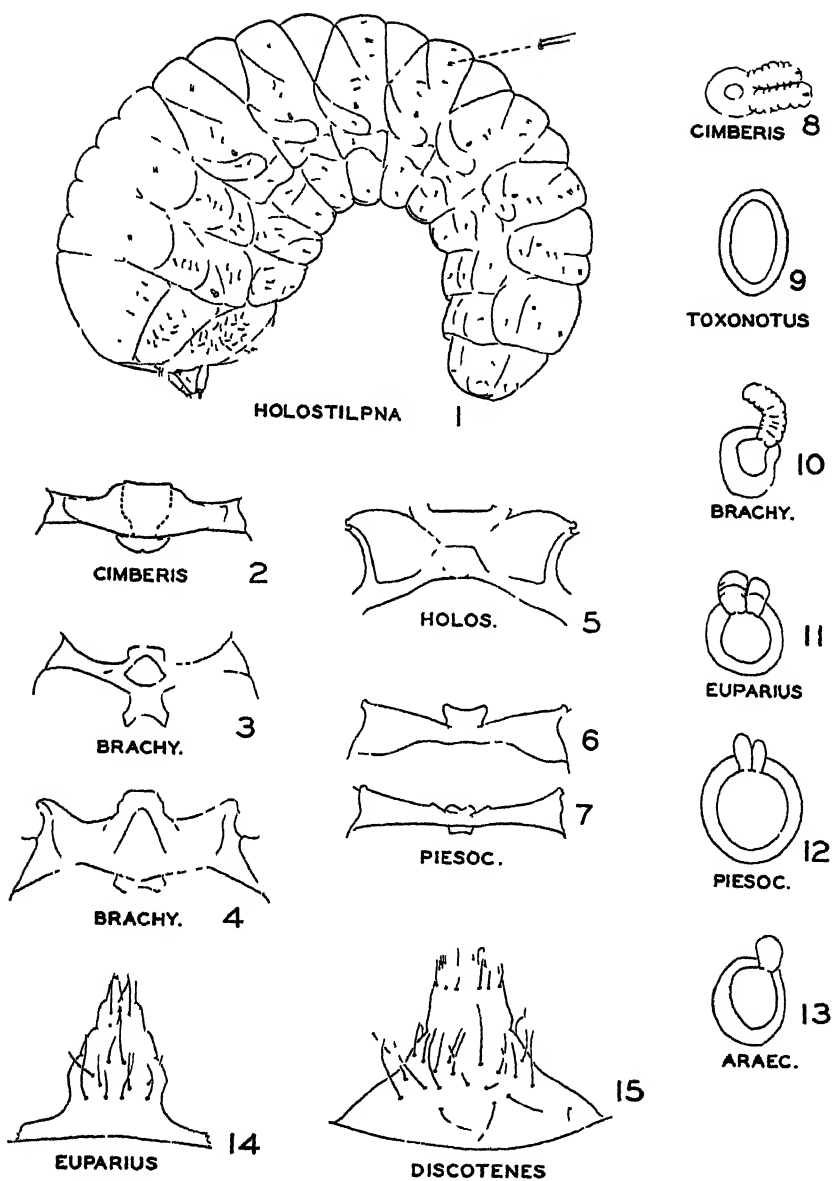 HOLOSTILPNA 1
CIMBERIS 2
BRACHY. 3
BRACHY. 4
HOLOS. 5
6
7
PIESOC.
CIMBERIS 8
9
TOXONOTUS
10
BRACHY.
11
EUPARIUS
12
PIESOC.
13
ARAEC.
14
EUPARIUS
15
DISCOTENES